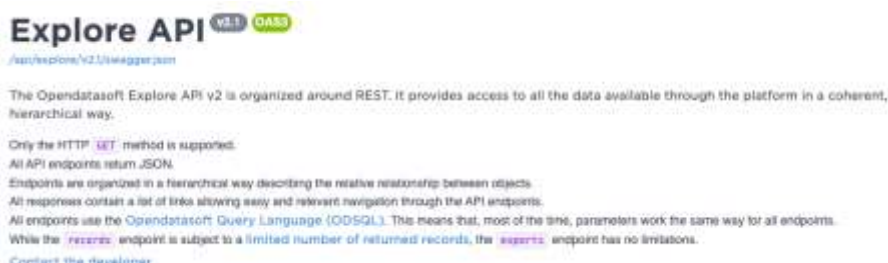 Explore API v2.1 OAS3
/api/explore/v2.1/swagger.json
The Opendatasoft Explore API v2 is organized around REST. It provides access to all the data available through the platform in a coherent,
hierarchical way.
Only the HTTP GET method is supported.
All API endpoints return JSON.
Endpoints are organized in a hierarchical way describing the relative relationship between objects.
All responses contain a list of links allowing easy and relevant navigation through the API endpoints.
All endpoints use the Opendatasoft Query Language (ODSQL). This means that, most of the time, parameters work the same way for all endpoints.
While the records endpoint is subject to a limited number of returned records, the exports endpoint has no limitations.
Contact the developer